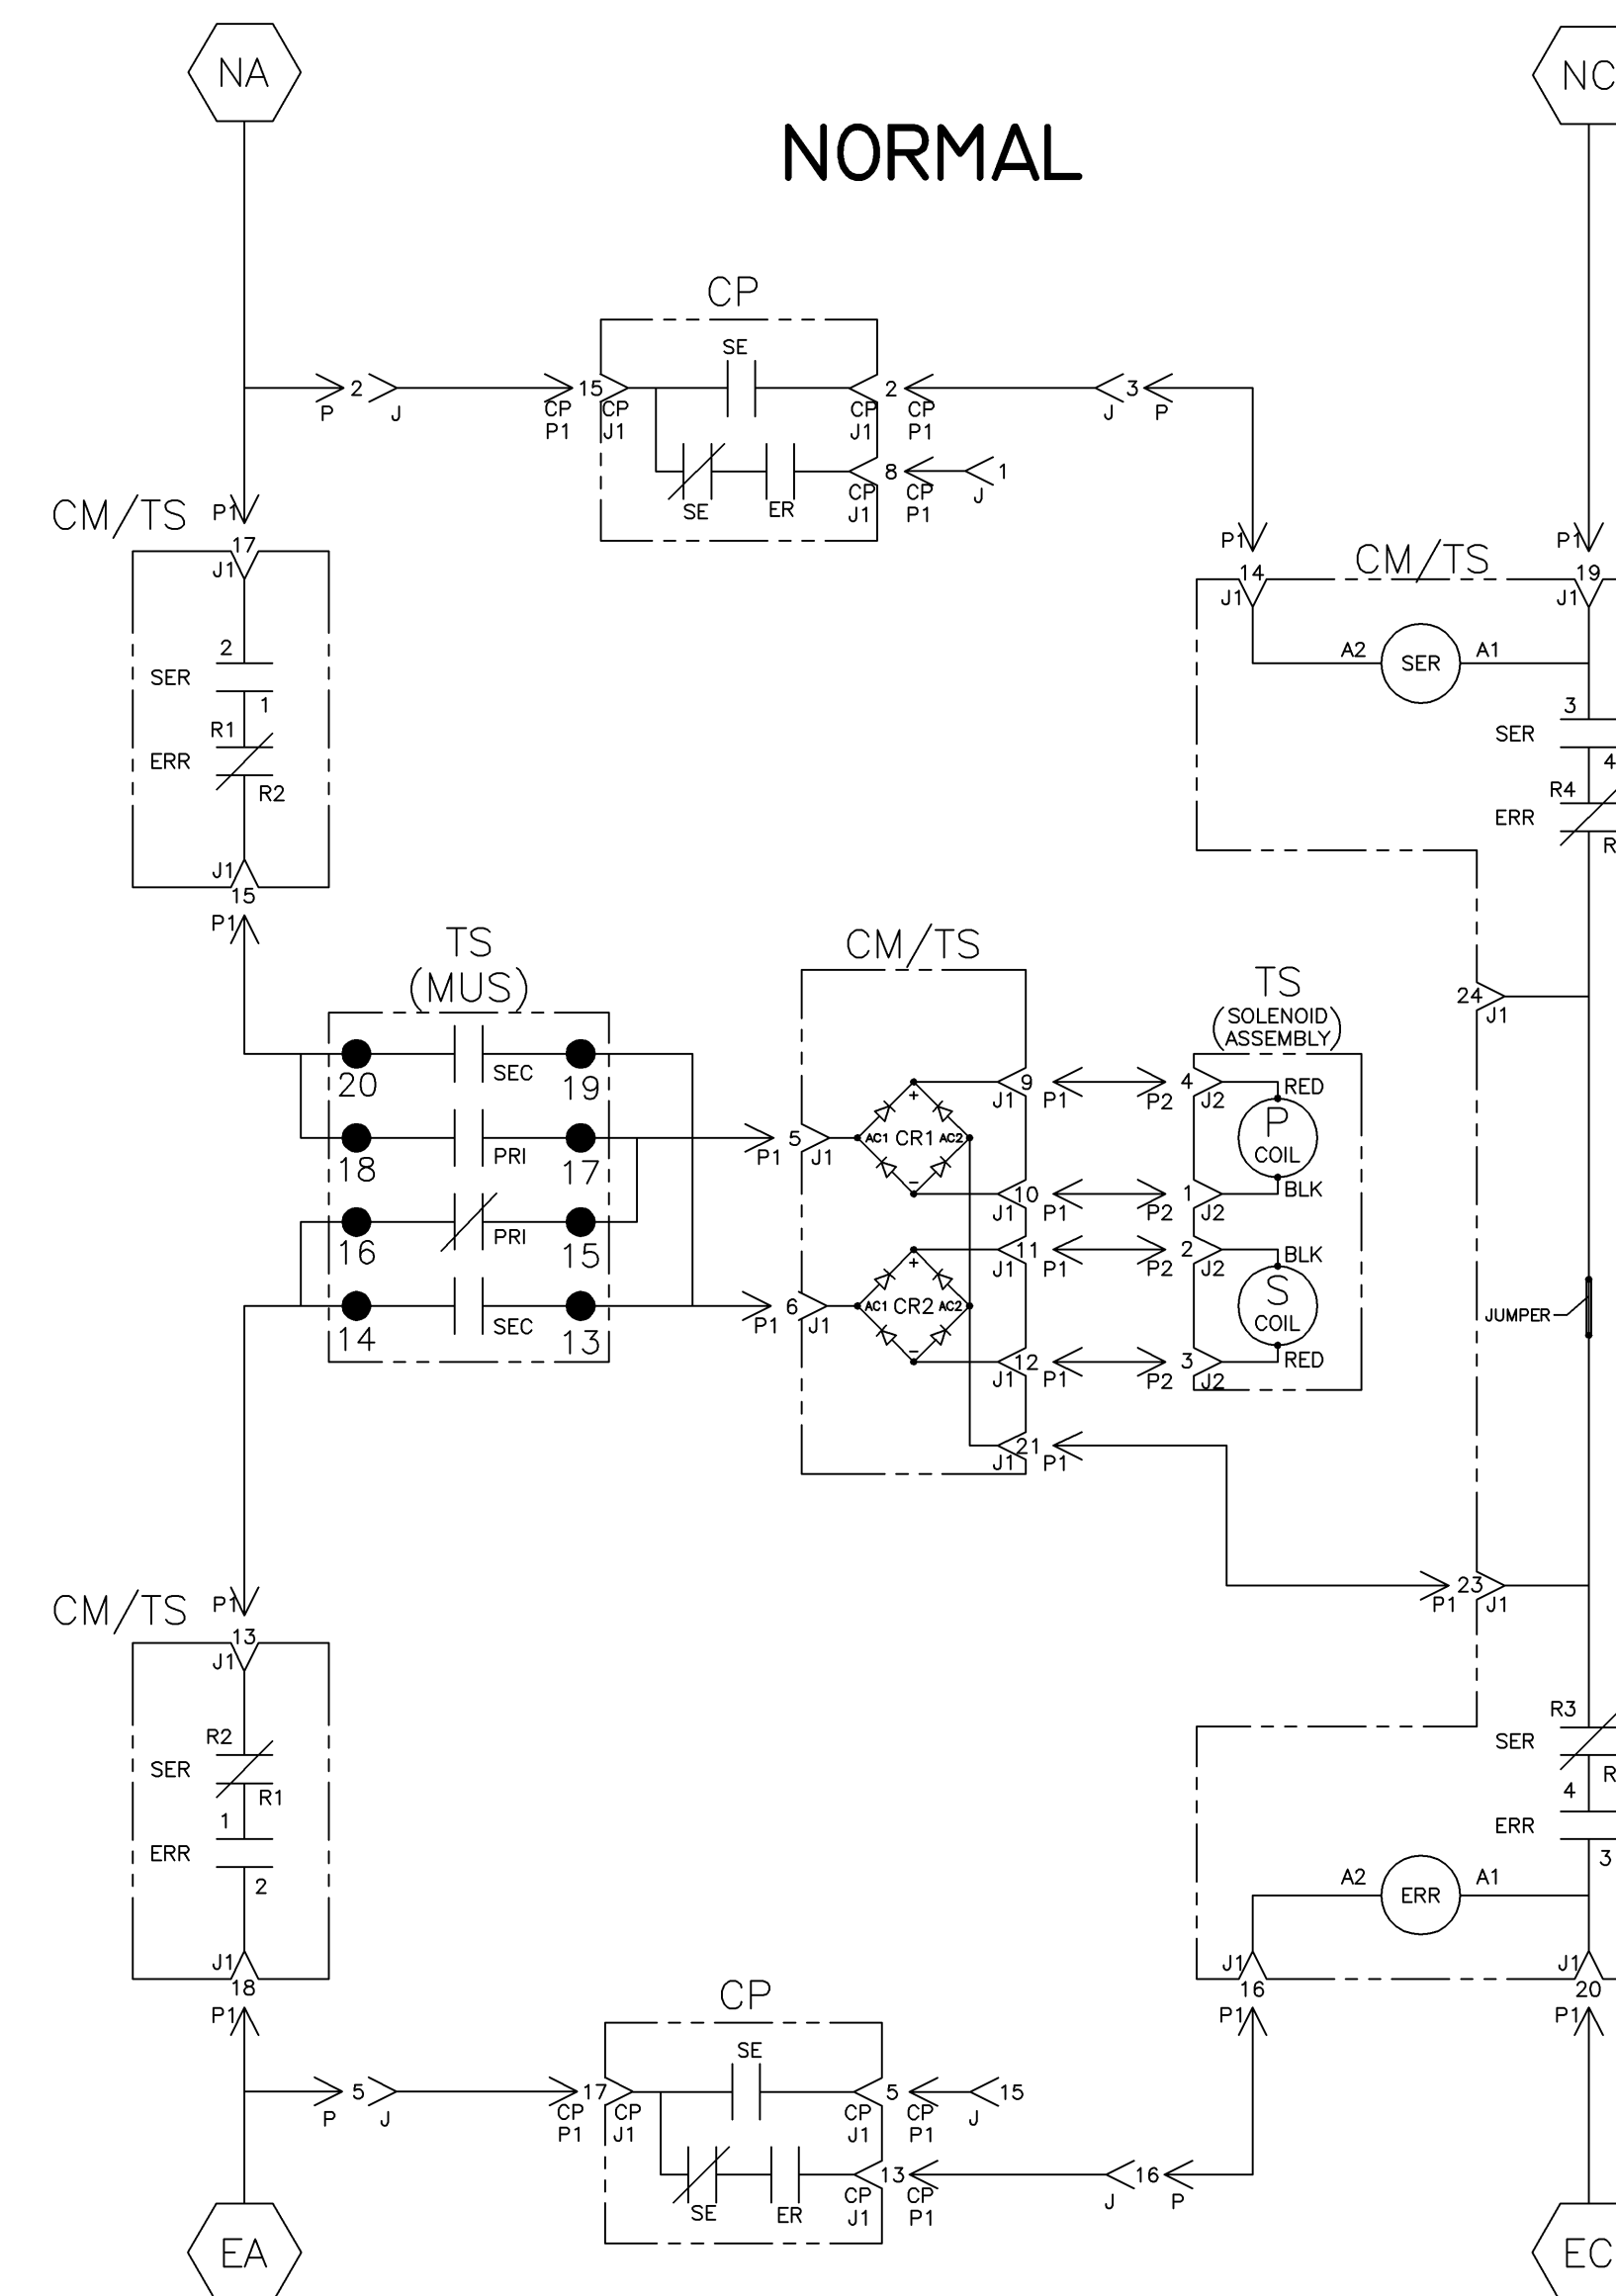 NA
NC
NORMAL
CP
SE
2
15
2
3
P
J
CP
P1
CP
J1
CP
J1
CP
P1
J
P
8
1
SE
ER
CP
J1
CP
P1
J
CM/TS
P1
17
J1
P1
14
J1
CM/TS
P1
19
J1
2
SER
1
R1
ERR
R2
J1
15
P1
A2
SER
A1
3
SER
4
R4
ERR
R
TS
(MUS)
CM/TS
TS
(SOLENOID)
ASSEMBLY
24
J1
20
SEC
19
18
PRI
17
16
PRI
15
14
SEC
13
P1
5
J1
P1
6
J1
+
AC1
CR1
AC2
-
+
AC1
CR2
AC2
-
9
J1
P1
P2
4
J2
RED
P
COIL
10
J1
P1
P2
1
J2
BLK
11
J1
P1
P2
2
J2
BLK
S
COIL
12
J1
P1
P2
3
J2
RED
21
J1
P1
JUMPER
P1
23
J1
CM/TS
P1
13
J1
R2
SER
R1
1
ERR
2
J1
18
P1
R3
SER
R
4
ERR
3
A2
ERR
A1
J1
16
P1
J1
20
P1
CP
SE
5
17
5
15
P
J
CP
P1
CP
J1
CP
J1
CP
P1
J
13
16
SE
ER
CP
J1
CP
P1
J
P
EA
EC